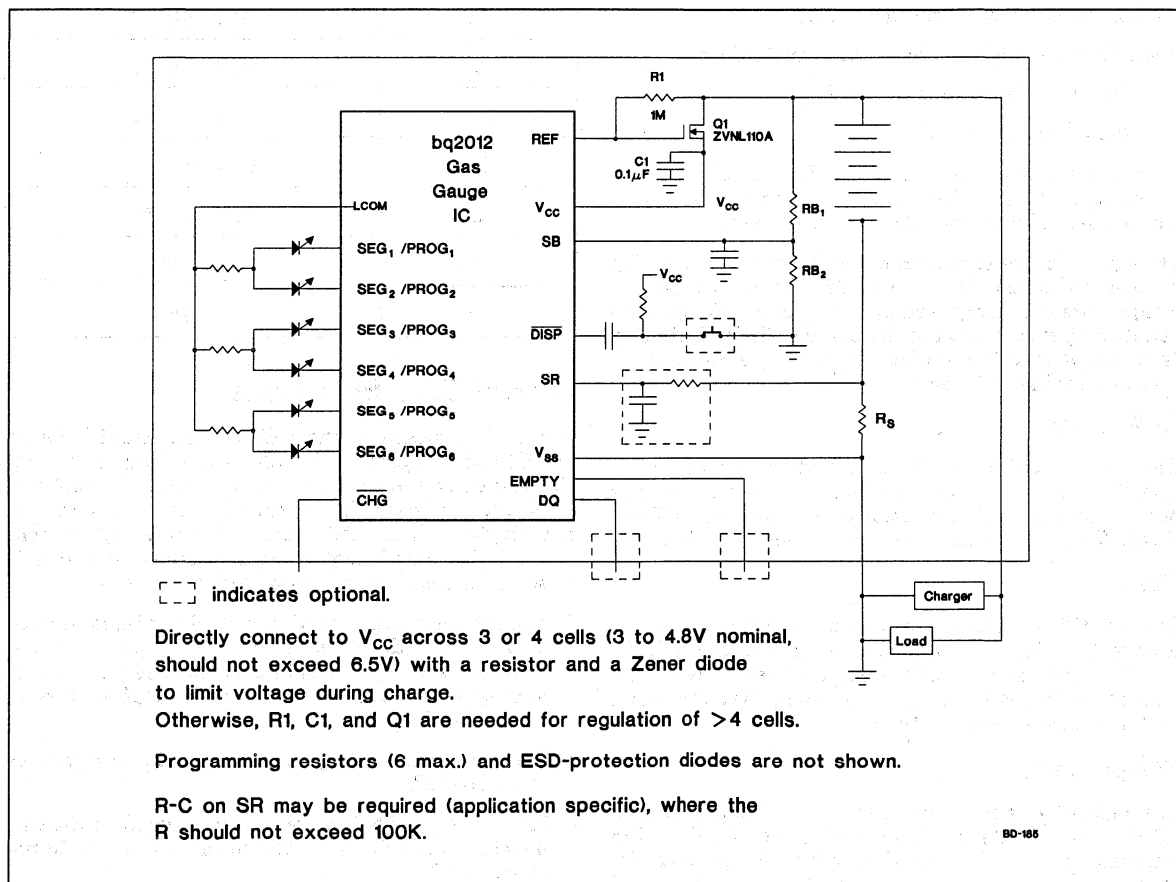 R1
1M
Q1
ZVNL110A
C1
0.1μF
bq2012
Gas
Gauge
IC
REF
V_CC
V_CC
RB₁
LCOM
SB
SEG₁ /PROG₁
RB₂
V_CC
SEG₂ /PROG₂
SEG₃ /PROG₃
D̅I̅S̅P̅
SEG₄ /PROG₄
SR
SEG₅ /PROG₅
R_S
SEG₆ /PROG₆
V_SS
EMPTY
C̅H̅G̅
DQ
indicates optional.
Charger
Load
Directly connect to V_CC across 3 or 4 cells (3 to 4.8V nominal,
should not exceed 6.5V) with a resistor and a Zener diode
to limit voltage during charge.
Otherwise, R1, C1, and Q1 are needed for regulation of >4 cells.
Programming resistors (6 max.) and ESD-protection diodes are not shown.
R-C on SR may be required (application specific), where the
R should not exceed 100K.
BD-185